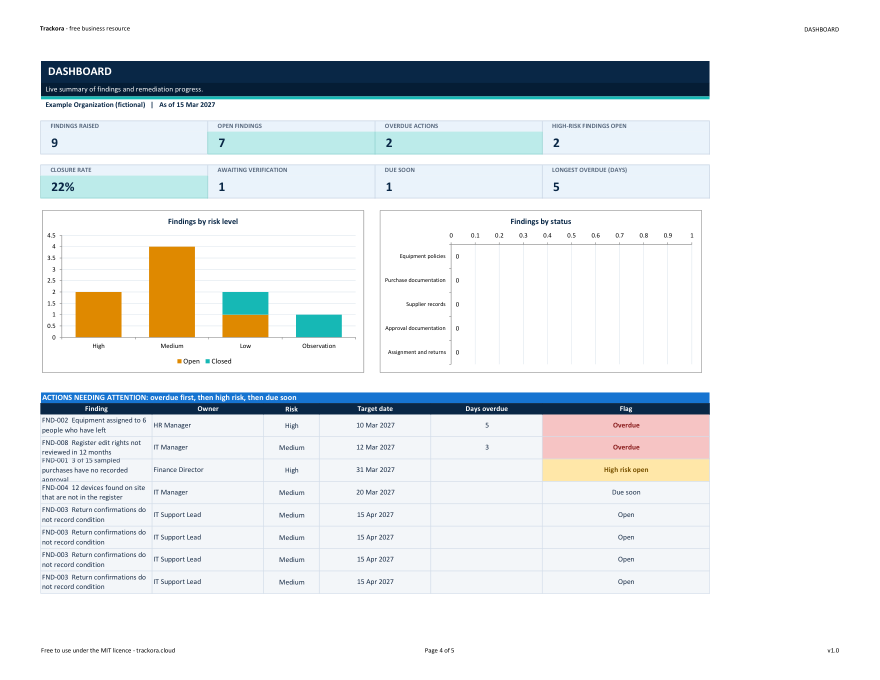 Trackora - free business resource
DASHBOARD
DASHBOARD
Live summary of findings and remediation progress.
Example Organization (fictional) | As of 15 Mar 2027
FINDINGS RAISED OPEN FINDINGS OVERDUE ACTIONS HIGH-RISK FINDINGS OPEN
9 7 2 2
CLOSURE RATE AWAITING VERIFICATION DUE SOON LONGEST OVERDUE (DAYS)
22% 1 1 5
Findings by risk level
4.5
4
3.5
3
2.5
2
1.5
1
0.5
0
High Medium Low Observation
Open Closed
Findings by status
0 0.1 0.2 0.3 0.4 0.5 0.6 0.7 0.8 0.9 1
Equipment policies 0
Purchase documentation 0
Supplier records 0
Approval documentation 0
Assignment and returns 0
ACTIONS NEEDING ATTENTION: overdue first, then high risk, then due soon
Finding Owner Risk Target date Days overdue Flag
FND-002 Equipment assigned to 6
people who have left
HR Manager High 10 Mar 2027 5 Overdue
FND-008 Register edit rights not
reviewed in 12 months
IT Manager Medium 12 Mar 2027 3 Overdue
FND-001 3 of 15 sampled
purchases have no recorded
approval
Finance Director High 31 Mar 2027 High risk open
FND-004 12 devices found on site
that are not in the register
IT Manager Medium 20 Mar 2027 Due soon
FND-003 Return confirmations do
not record condition
IT Support Lead Medium 15 Apr 2027 Open
FND-003 Return confirmations do
not record condition
IT Support Lead Medium 15 Apr 2027 Open
FND-003 Return confirmations do
not record condition
IT Support Lead Medium 15 Apr 2027 Open
FND-003 Return confirmations do
not record condition
IT Support Lead Medium 15 Apr 2027 Open
Free to use under the MIT licence - trackora.cloud
Page 4 of 5
v1.0